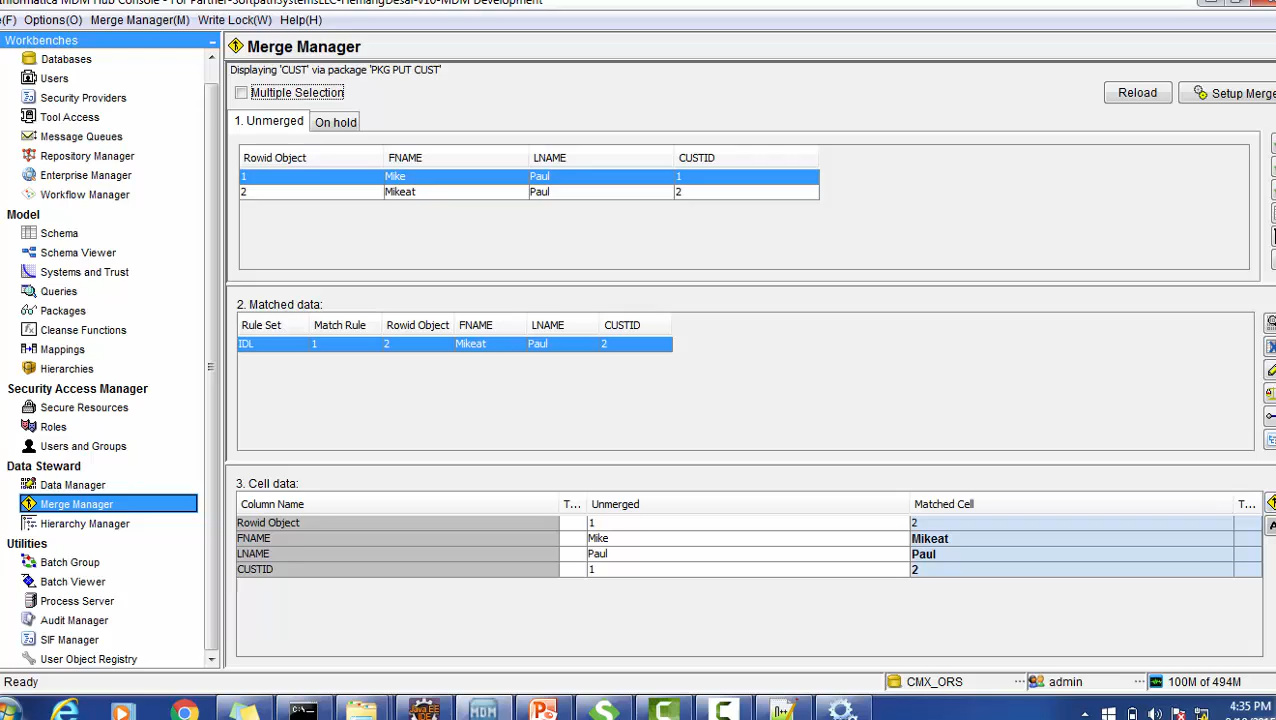 Informatica MDM Hub Console - For Partner-SoftpathSystemsLLC-HemangDesai-V10-MDM Development
(F) Options(O) Merge Manager(M) Write Lock(W) Help(H)
Workbenches
Databases
Users
Security Providers
Tool Access
Message Queues
Repository Manager
Enterprise Manager
Workflow Manager
Model
Schema
Schema Viewer
Systems and Trust
Queries
Packages
Cleanse Functions
Mappings
Hierarchies
Security Access Manager
Secure Resources
Roles
Users and Groups
Data Steward
Data Manager
Merge Manager
Hierarchy Manager
Utilities
Batch Group
Batch Viewer
Process Server
Audit Manager
SIF Manager
User Object Registry
Merge Manager
Displaying 'CUST' via package 'PKG PUT CUST'
Multiple Selection
Reload
Setup Merge
1. Unmerged On hold
Rowid Object FNAME LNAME CUSTID
1 Mike Paul 1
2 Mikeat Paul 2
2. Matched data:
Rule Set Match Rule Rowid Object FNAME LNAME CUSTID
IDL 1 2 Mikeat Paul 2
3. Cell data:
Column Name T... Unmerged Matched Cell T...
Rowid Object 1 2
FNAME Mike Mikeat
LNAME Paul Paul
CUSTID 1 2
Ready
CMX_ORS
admin
100M of 494M
MDM
4:35 PM